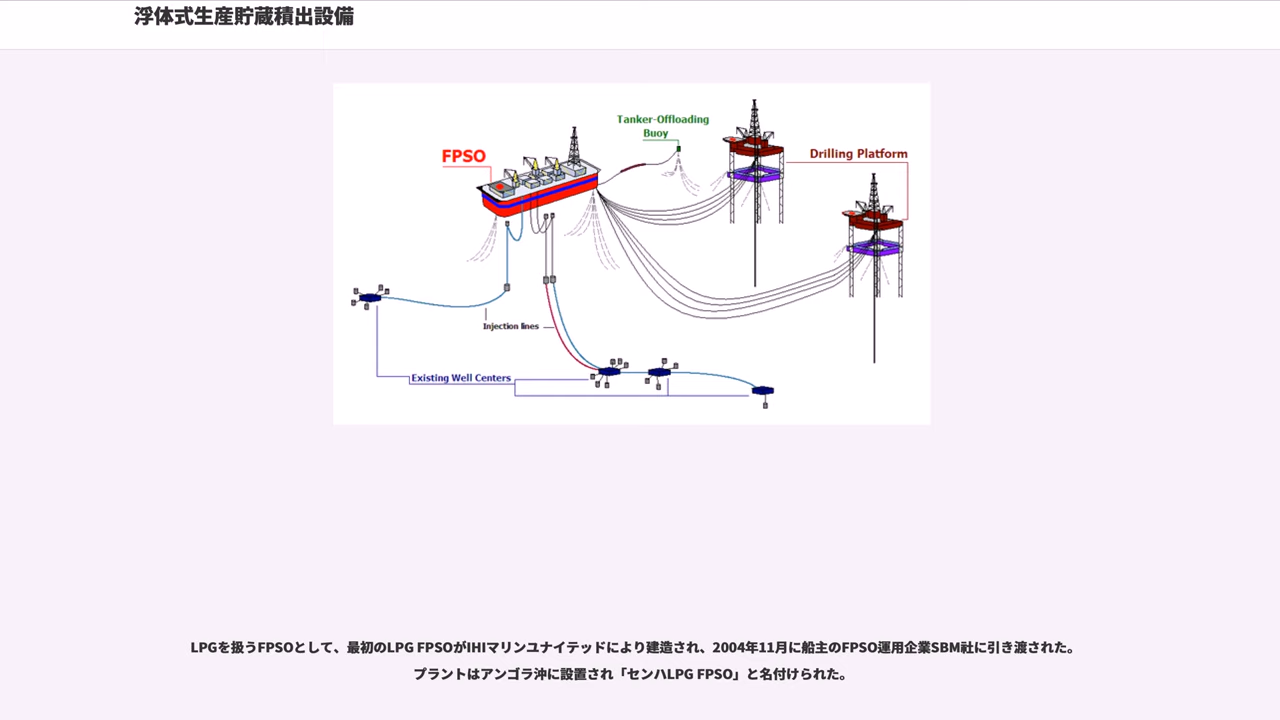 浮体式生産貯蔵積出設備
Tanker-Offloading
Buoy
FPSO
Drilling Platform
Injection lines
Existing Well Centers
LPGを扱うFPSOとして、最初のLPG FPSOがIHIマリンユナイテッドにより建造され、2004年11月に船主のFPSO運用企業SBM社に引き渡された。
プラントはアンゴラ沖に設置され「センハLPG FPSO」と名付けられた。